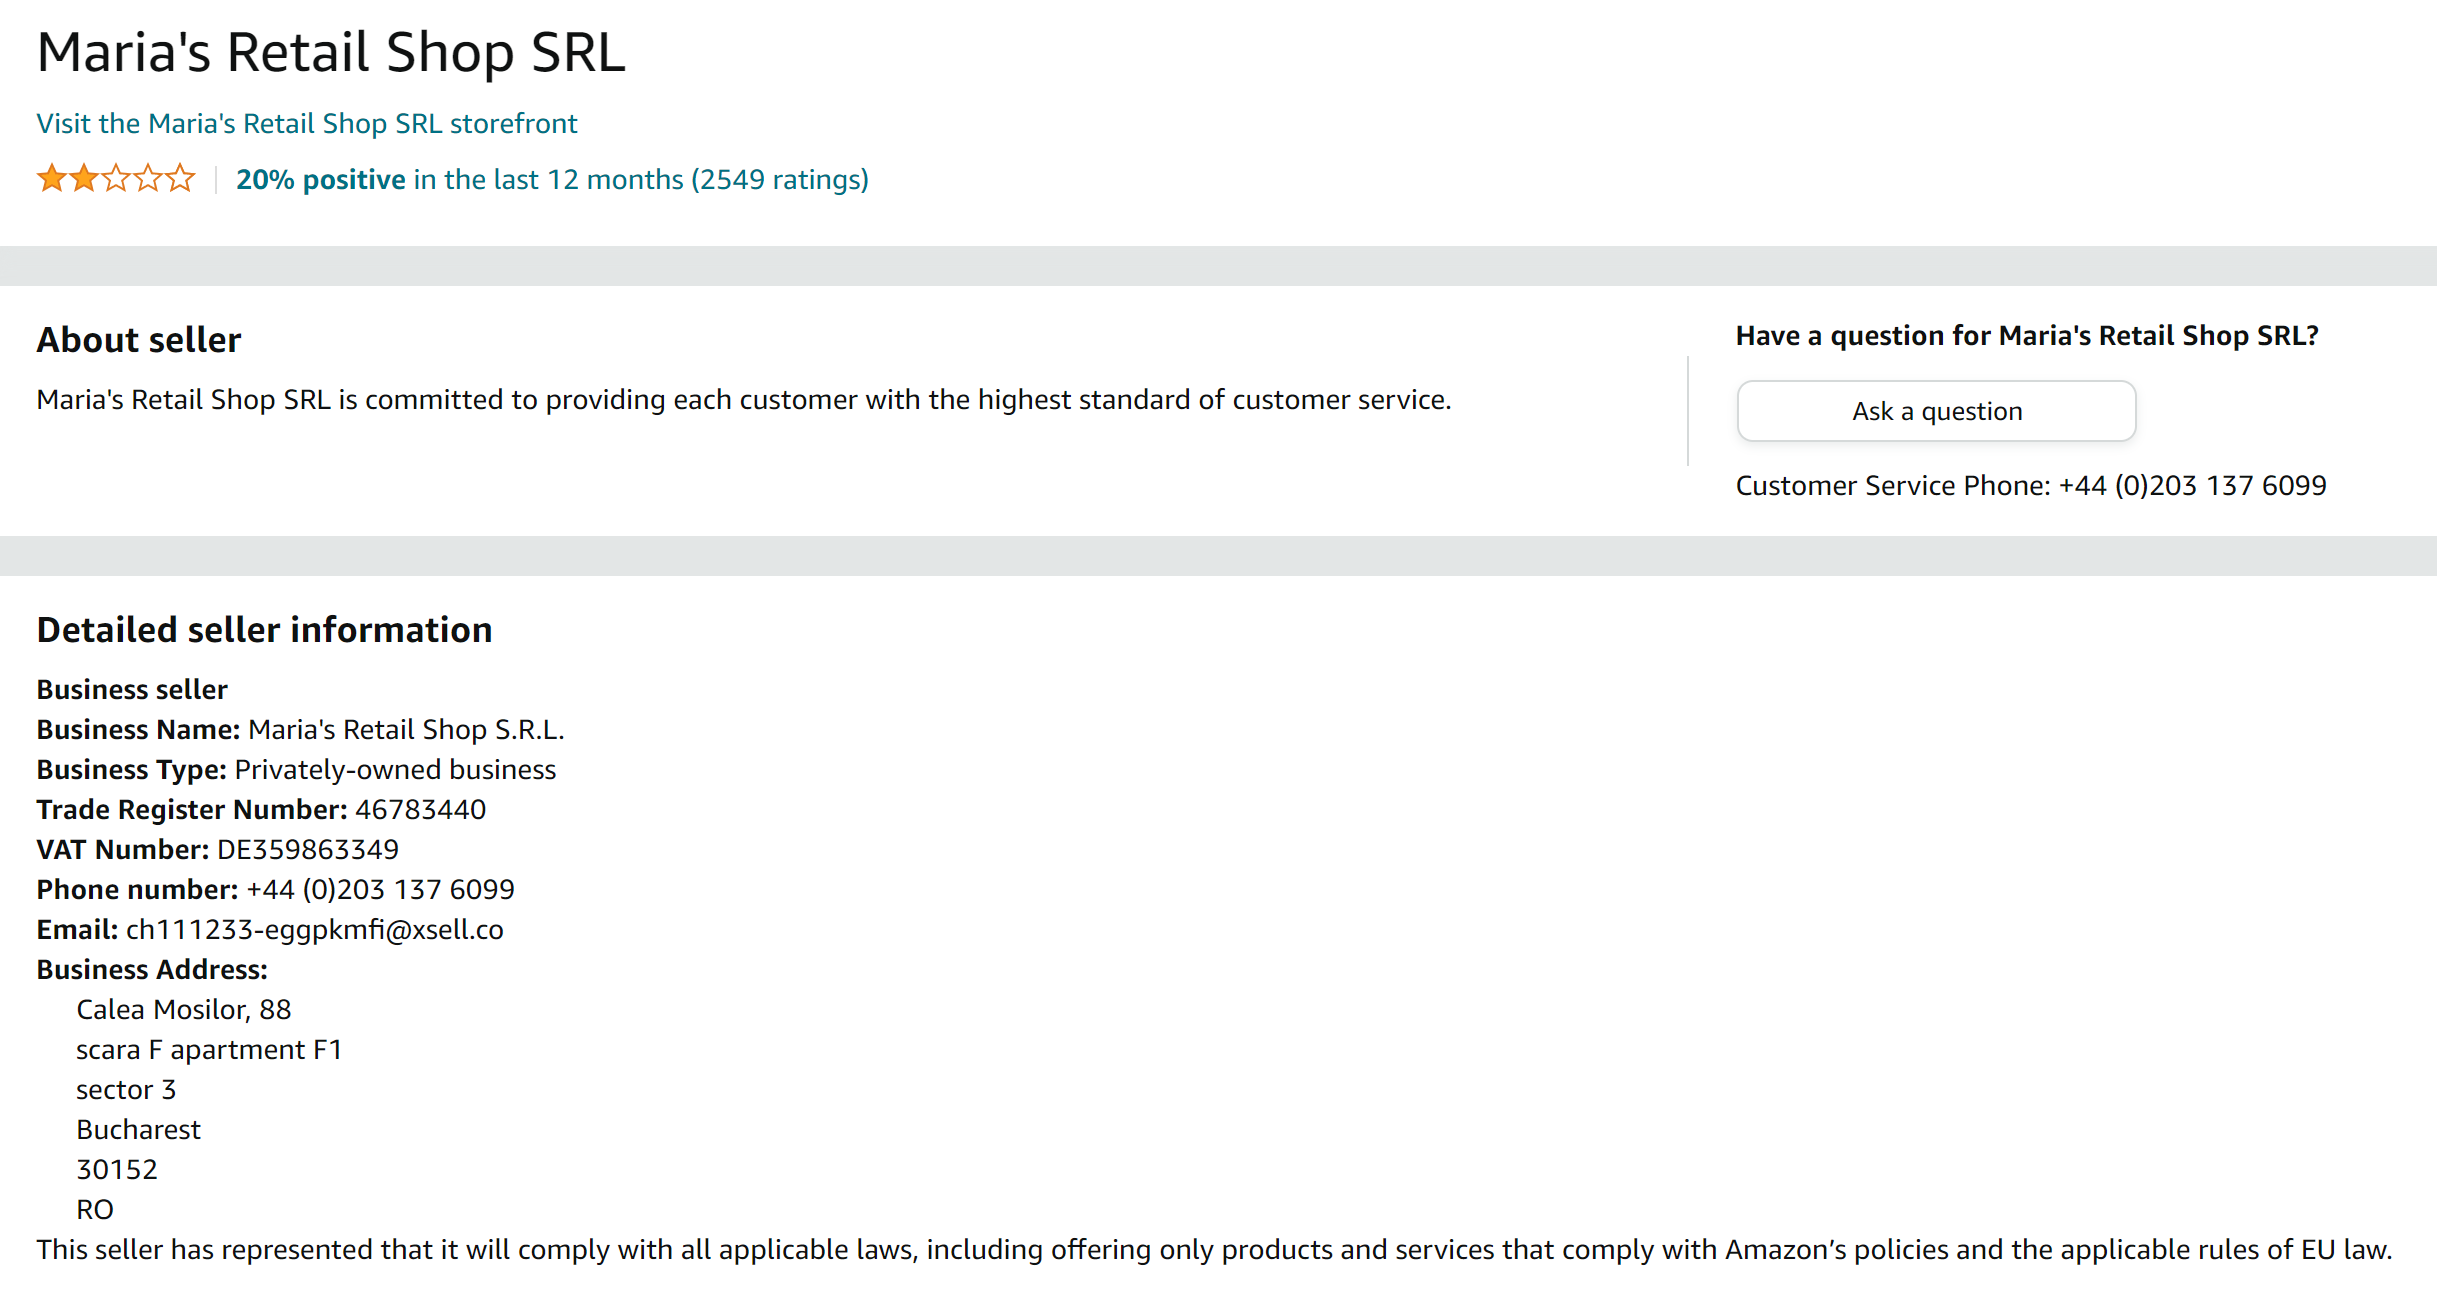 Maria's Retail Shop SRL
Visit the Maria's Retail Shop SRL storefront
20% positive in the last 12 months (2549 ratings)
About seller
Maria's Retail Shop SRL is committed to providing each customer with the highest standard of customer service.
Have a question for Maria's Retail Shop SRL?
Ask a question
Customer Service Phone: +44 (0)203 137 6099
Detailed seller information
Business seller
Business Name: Maria's Retail Shop S.R.L.
Business Type: Privately-owned business
Trade Register Number: 46783440
VAT Number: DE359863349
Phone number: +44 (0)203 137 6099
Email: ch111233-eggpkmfi@xsell.co
Business Address:
Calea Mosilor, 88
scara F apartment F1
sector 3
Bucharest
30152
RO
This seller has represented that it will comply with all applicable laws, including offering only products and services that comply with Amazon’s policies and the applicable rules of EU law.